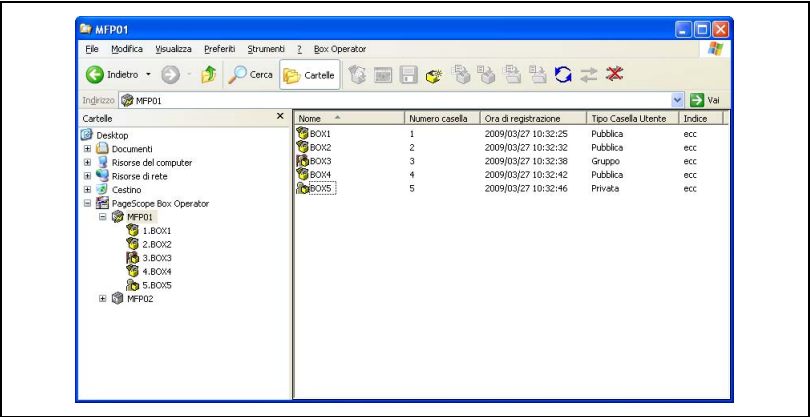 MFP01
File Modifica Visualizza Preferiti Strumenti ? Box Operator
Indietro Cerca Cartelle
Indirizzo MFP01 Vai
Cartelle
Nome Numero casella Ora di registrazione Tipo Casella Utente Indice
Desktop
Documenti
Risorse del computer
Risorse di rete
Cestino
PageScope Box Operator
MFP01
1.BOX1
2.BOX2
3.BOX3
4.BOX4
5.BOX5
MFP02
BOX1 1 2009/03/27 10:32:25 Pubblica ecc
BOX2 2 2009/03/27 10:32:32 Pubblica ecc
BOX3 3 2009/03/27 10:32:38 Gruppo ecc
BOX4 4 2009/03/27 10:32:42 Pubblica ecc
BOX5 5 2009/03/27 10:32:46 Privata ecc